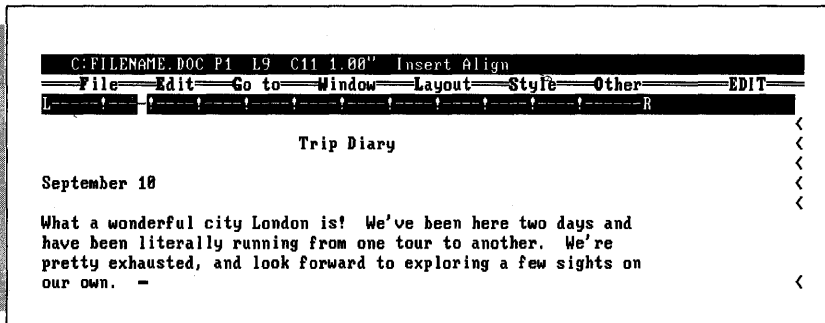 C:FILENAME.DOC P1 L9 C11 1.00" Insert Align
File Edit Go to Window Layout Style Other EDIT
L-----!---- -!----!----!----!----!----!----!----!----!------R
<
Trip Diary <
<
September 10 <
<
What a wonderful city London is! We've been here two days and
have been literally running from one tour to another. We're
pretty exhausted, and look forward to exploring a few sights on
our own. <